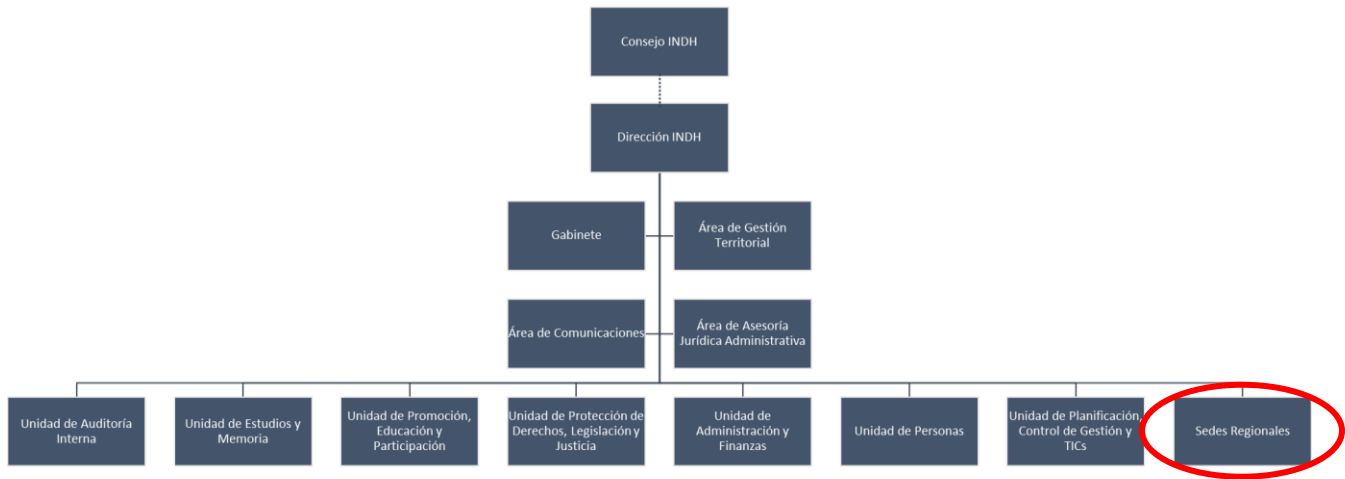 Consejo INDH
Dirección INDH
Gabinete
Área de Gestión
Territorial
Área de Comunicaciones
Área de Asesoría
Jurídica Administrativa
Unidad de Auditoría
Interna
Unidad de Estudios y
Memoria
Unidad de Promoción,
Educación y
Participación
Unidad de Protección de
Derechos, Legislación y
Justicia
Unidad de
Administración y
Finanzas
Unidad de Personas
Unidad de Planificación,
Control de Gestión y
TICs
Sedes Regionales